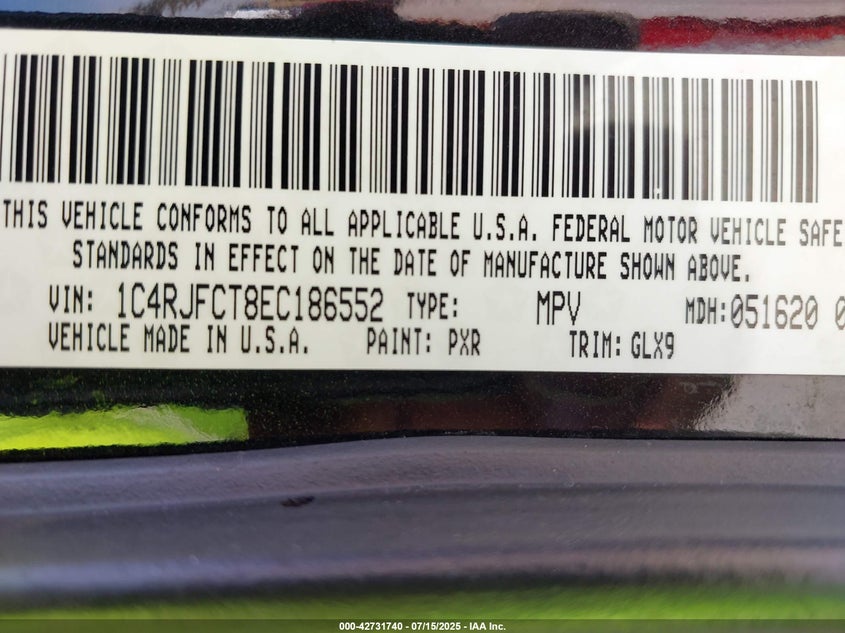 THIS VEHICLE CONFORMS TO ALL APPLICABLE U.S.A. FEDERAL MOTOR VEHICLE SAFE
STANDARDS IN EFFECT ON THE DATE OF MANUFACTURE SHOWN ABOVE.
VIN: 1C4RJFCT8EC186552 TYPE: MPV MDH: 051620 0
VEHICLE MADE IN U.S.A. PAINT: PXR TRIM: GLX9
000-42731740 - 07/15/2025 - IAA Inc.